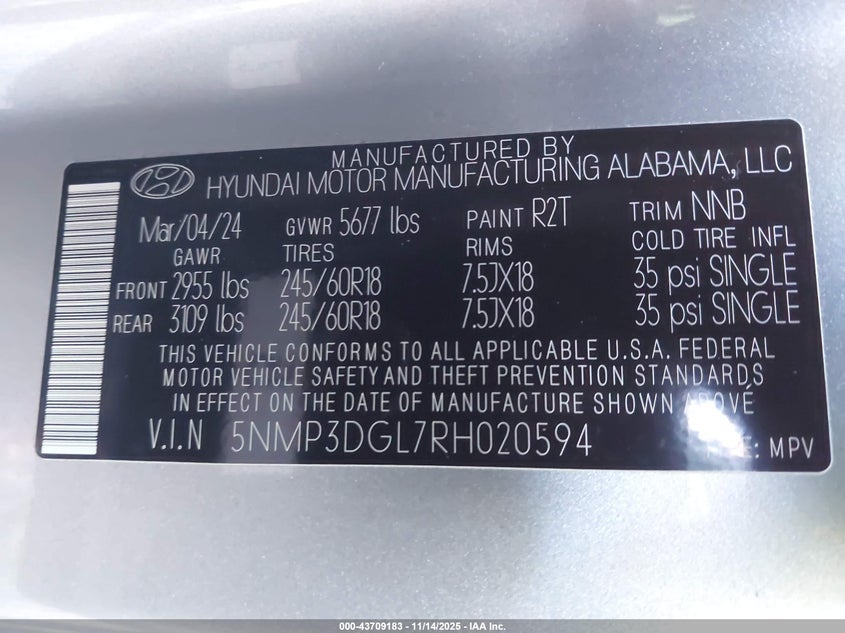 MANUFACTURED BY
HYUNDAI MOTOR MANUFACTURING ALABAMA, LLC
Mar/04/24 GVWR 5677 lbs PAINT R2T TRIM NNB
GAWR TIRES RIMS COLD TIRE INFL
FRONT 2955 lbs 245/60R18 7.5JX18 35 psi SINGLE
REAR 3109 lbs 245/60R18 7.5JX18 35 psi SINGLE
THIS VEHICLE CONFORMS TO ALL APPLICABLE U.S.A. FEDERAL
MOTOR VEHICLE SAFETY AND THEFT PREVENTION STANDARDS
IN EFFECT ON THE DATE OF MANUFACTURE SHOWN ABOVE
V.I.N 5NMP3DGL7RH020594 : MPV
000-43709183 - 11/14/2025 - IAA Inc.